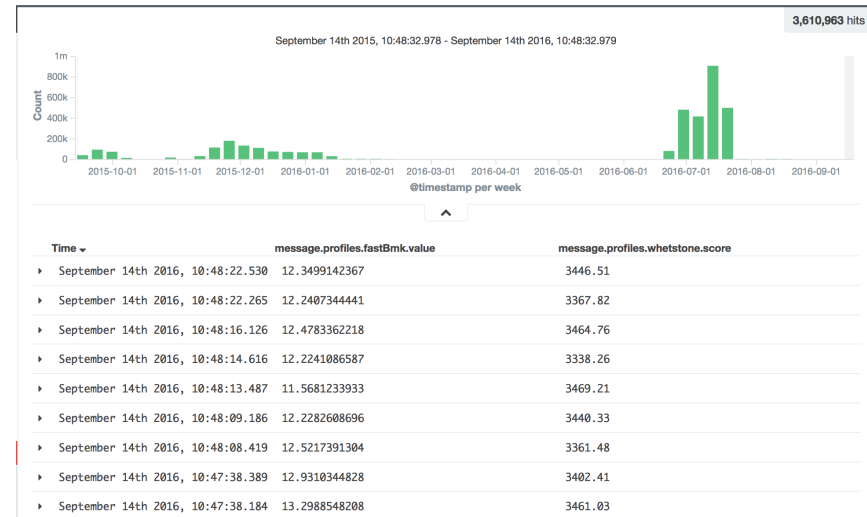 3,610,963 hits
September 14th 2015, 10:48:32.978 - September 14th 2016, 10:48:32.979
Count
1m
800k
600k
400k
200k
0
2015-10-01 2015-11-01 2015-12-01 2016-01-01 2016-02-01 2016-03-01 2016-04-01 2016-05-01 2016-06-01 2016-07-01 2016-08-01 2016-09-01
@timestamp per week
Time message.profiles.fastBmk.value message.profiles.whetstone.score
September 14th 2016, 10:48:22.530 12.3499142367 3446.51
September 14th 2016, 10:48:22.265 12.2407344441 3367.82
September 14th 2016, 10:48:16.126 12.4783362218 3464.76
September 14th 2016, 10:48:14.616 12.2241086587 3338.26
September 14th 2016, 10:48:13.487 11.5681233933 3469.21
September 14th 2016, 10:48:09.186 12.2282608696 3440.33
September 14th 2016, 10:48:08.419 12.5217391304 3361.48
September 14th 2016, 10:47:38.389 12.9310344828 3402.41
September 14th 2016, 10:47:38.184 13.2988548208 3461.03